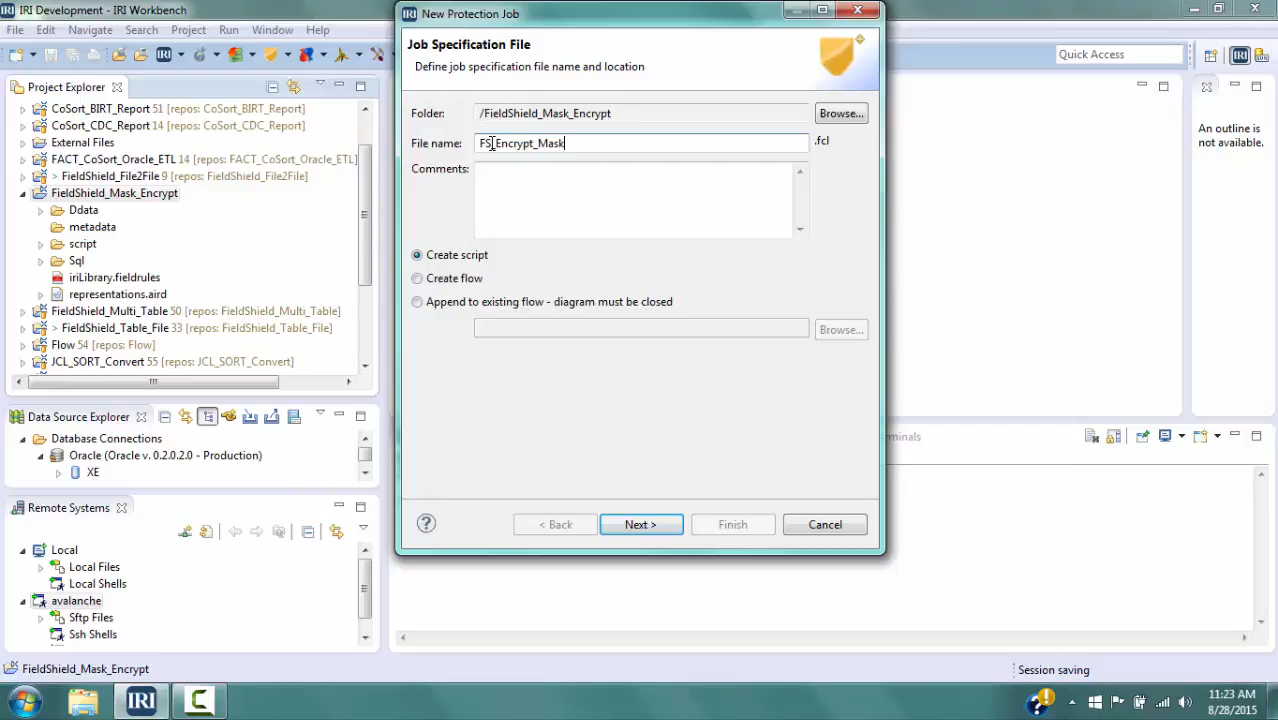 IRI Development - IRI Workbench
File Edit Navigate Search Project Run Window Help
Quick Access
IRI
Project Explorer
CoSort_BIRT_Report 51 [repos: CoSort_BIRT_Report]
CoSort_CDC_Report 14 [repos: CoSort_CDC_Report]
External Files
FACT_CoSort_Oracle_ETL 14 [repos: FACT_CoSort_Oracle_ETL]
> FieldShield_File2File 9 [repos: FieldShield_File2File]
FieldShield_Mask_Encrypt
Ddata
metadata
script
Sql
iriLibrary.fieldrules
representations.aird
FieldShield_Multi_Table 50 [repos: FieldShield_Multi_Table]
> FieldShield_Table_File 33 [repos: FieldShield_Table_File]
Flow 54 [repos: Flow]
JCL_SORT_Convert 55 [repos: JCL_SORT_Convert]
Data Source Explorer
Database Connections
Oracle (Oracle v. 0.2.0.2.0 - Production)
XE
Remote Systems
Local
Local Files
Local Shells
avalanche
Sftp Files
Ssh Shells
FieldShield_Mask_Encrypt
IRI New Protection Job
Job Specification File
Define job specification file name and location
Folder: /FieldShield_Mask_Encrypt Browse...
File name: FS_Encrypt_Mask .fcl
Comments:
Create script
Create flow
Append to existing flow - diagram must be closed
Browse...
? < Back Next > Finish Cancel
An outline is
not available.
minals
Session saving
IRI
11:23 AM
8/28/2015